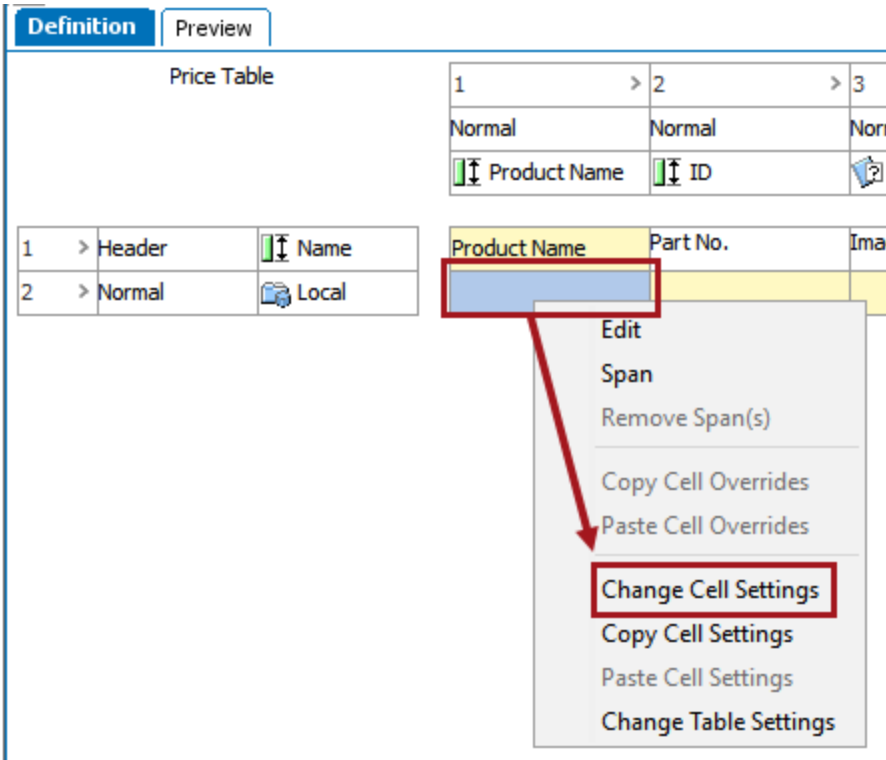 Definition Preview
Price Table
1 > 2 > 3
Normal Normal Norr
Product Name ID ?
1 > Header Name Product Name Part No. Ima
2 > Normal Local
Edit
Span
Remove Span(s)
Copy Cell Overrides
Paste Cell Overrides
Change Cell Settings
Copy Cell Settings
Paste Cell Settings
Change Table Settings